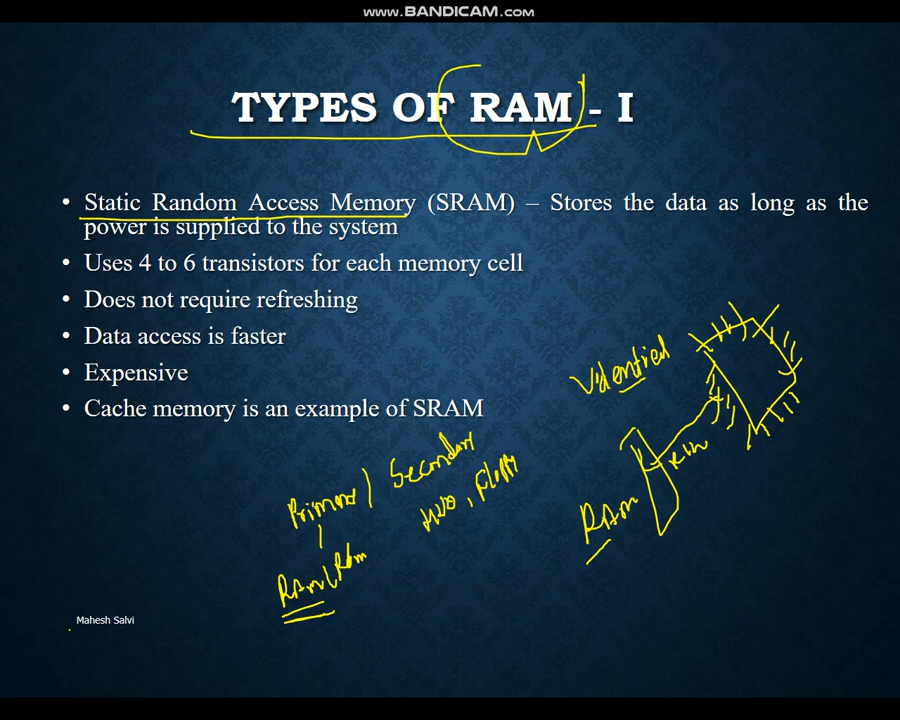 WWW.BANDICAM.COM
TYPES OF RAM - I
• Static Random Access Memory (SRAM) – Stores the data as long as the
power is supplied to the system
• Uses 4 to 6 transistors for each memory cell
• Does not require refreshing
• Data access is faster
• Expensive
• Cache memory is an example of SRAM
Secondary
RAM
RAM
Mahesh Salvi